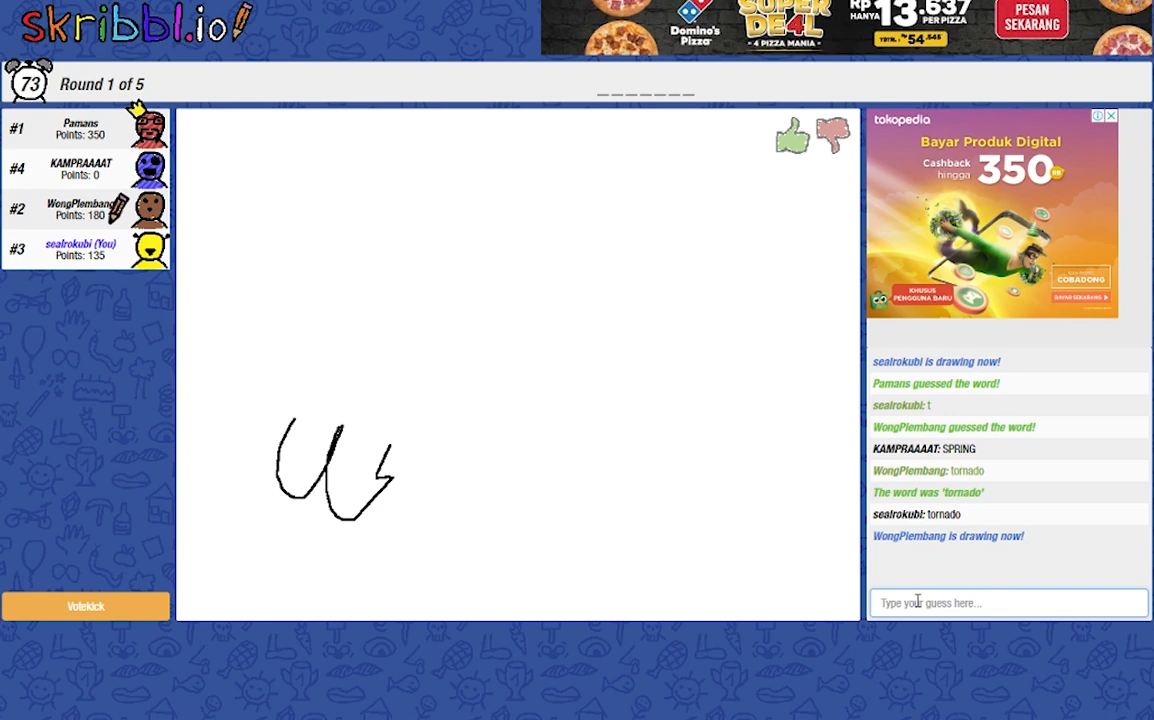 skribbl.io
Domino's
Pizza
SUPER
DE4L
- 4 PIZZA MANIA -
RP
HANYA
13.637
PER PIZZA
PESAN
SEKARANG
73
Round 1 of 5
_ _ _ _ _ _ _
#1
Pamans
Points: 350
#4
KAMPRAAAAT
Points: 0
#2
WongPlembang
Points: 180
#3
sealrokubi (You)
Points: 135
Votekick
tokopedia
Bayar Produk Digital
Cashback
hingga
350
RB
COBADONG
BAYAR SEKARANG
KHUSUS
PENGGUNA BARU
sealrokubi is drawing now!
Pamans guessed the word!
sealrokubi: t
WongPlembang guessed the word!
KAMPRAAAAT: SPRING
WongPlembang: tornado
The word was 'tornado'
sealrokubi: tornado
WongPlembang is drawing now!
Type your guess here...